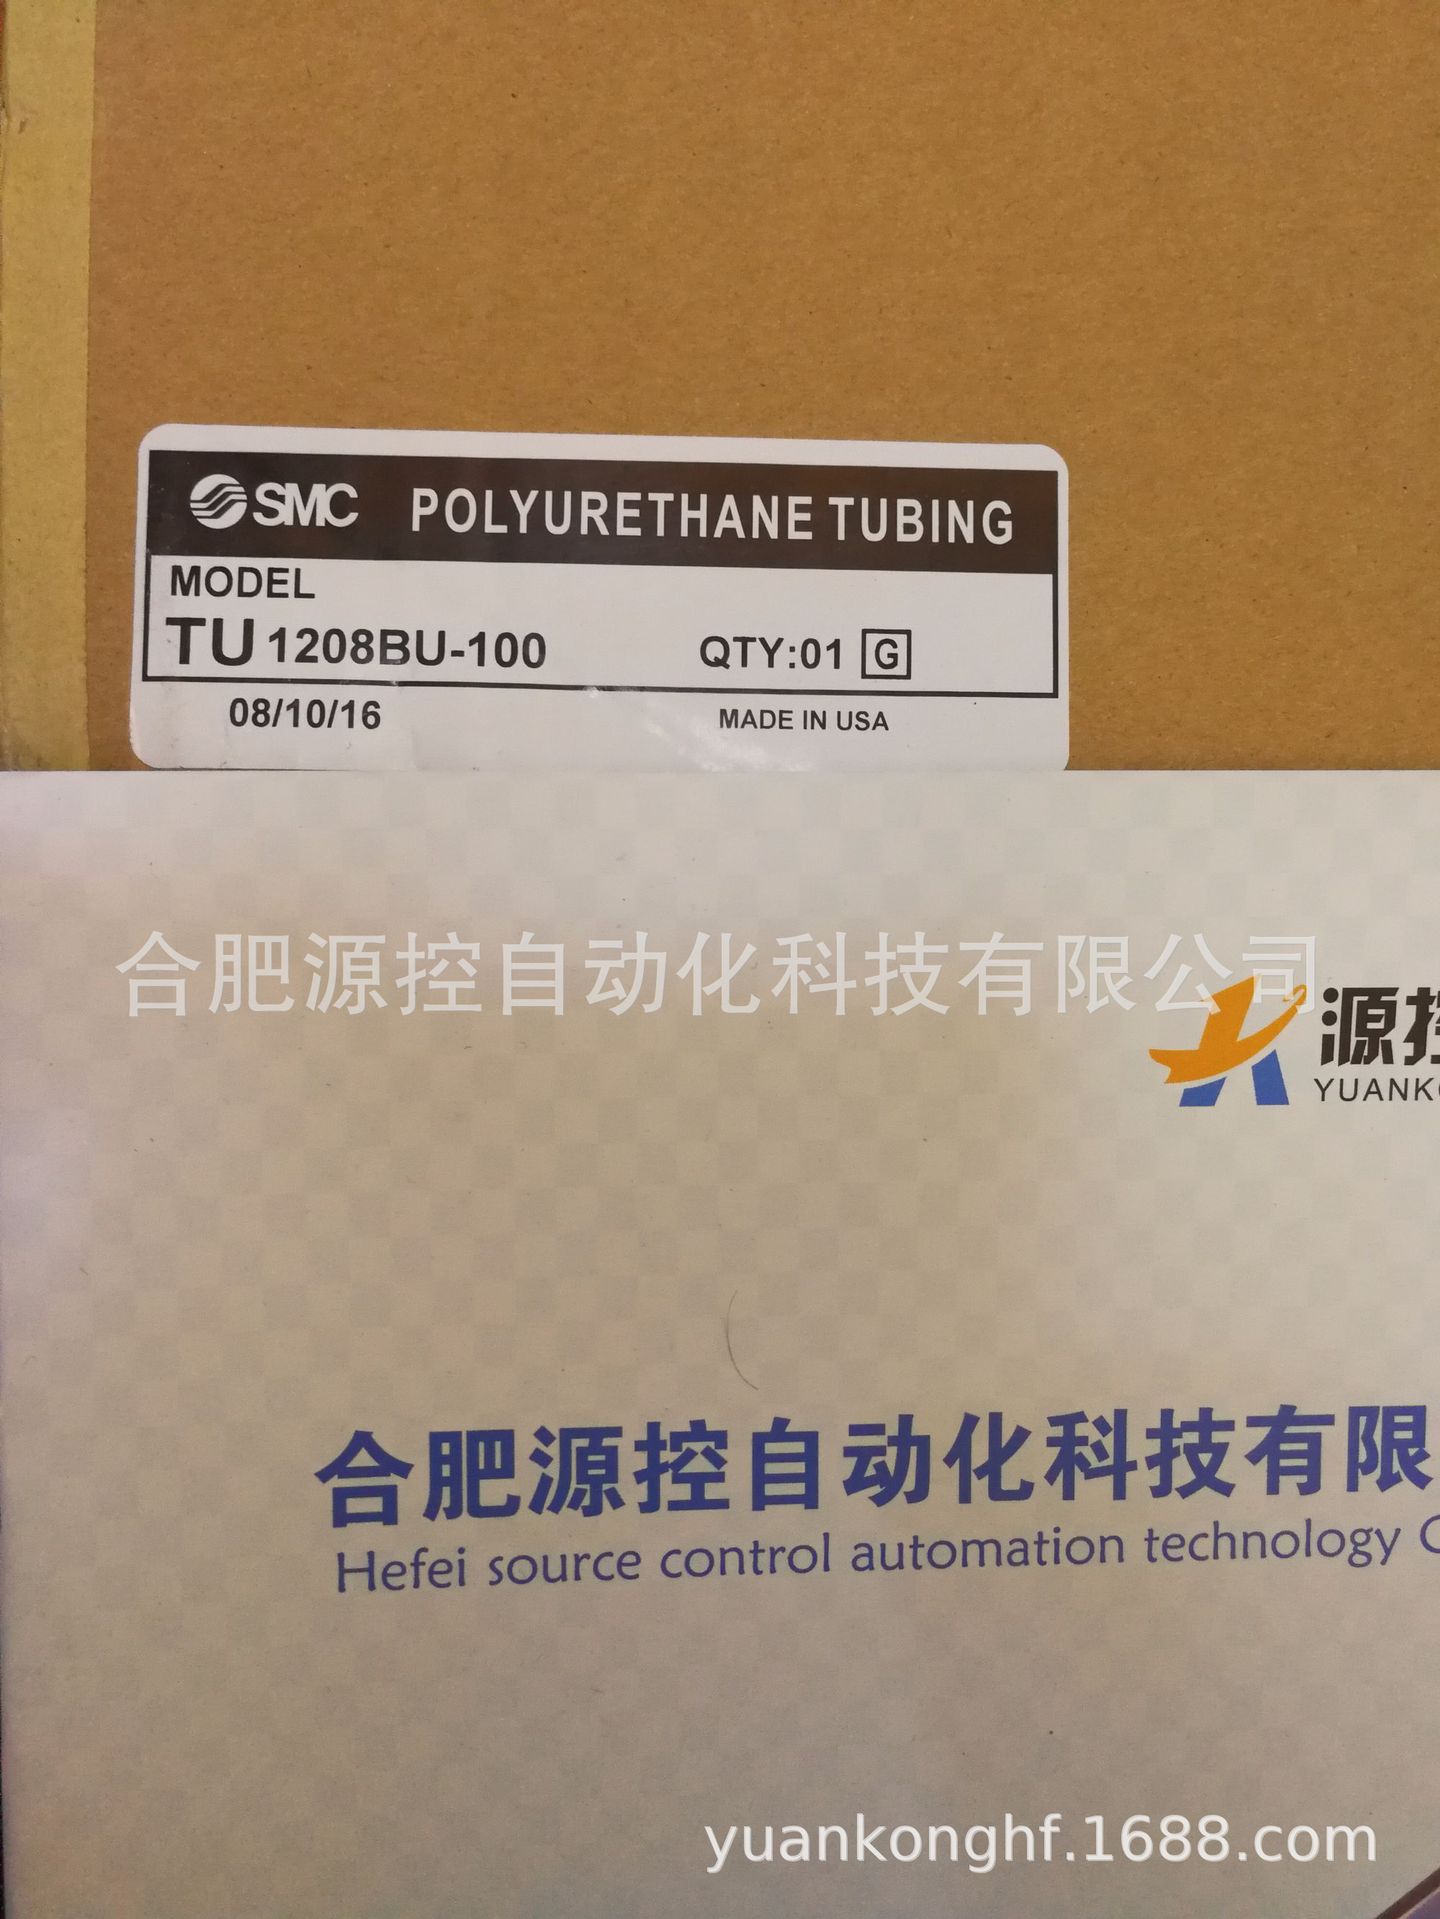 SMC POLYURETHANE TUBING
MODEL
TU 1208BU-100 QTY:01 G
08/10/16 MADE IN USA
合肥源控自动化科技有限公司
源控
YUANK
合肥源控自动化科技有限
Hefei source control automation technology C
yuankonghf.1688.com